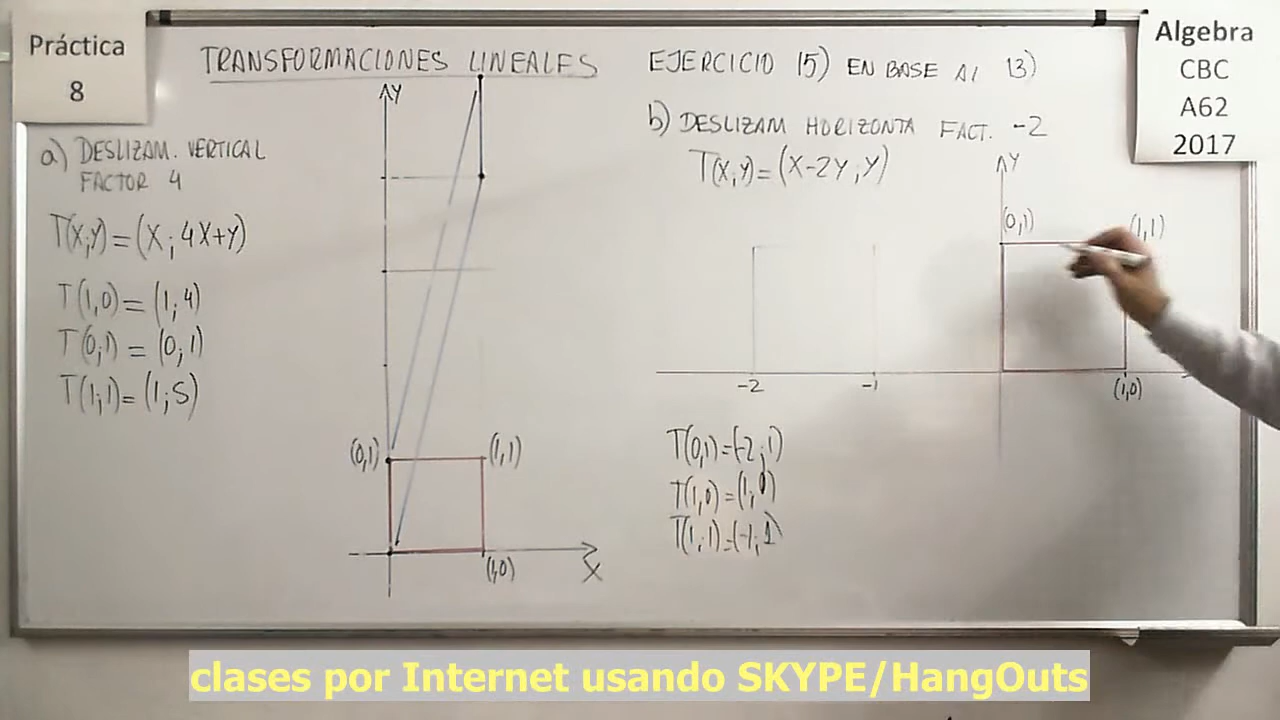 Práctica
8
TRANSFORMACIONES LINEALES
EJERCICIO 15) EN BASE Al 13)
Algebra
CBC
A62
2017
a) DESLIZAM. VERTICAL
FACTOR 4
T(X;Y)=(X; 4X+Y)
T(1,0)=(1;4)
T(0;1)=(0;1)
T(1;1)=(1;5)
Y
(0,1)
(1,1)
(1,0)
X
b) DESLIZAM HORIZONTA FACT. -2
T(X,Y)=(X-2Y;Y)
Y
(0,1)
(1,1)
-2
-1
(1,0)
T(0,1)=(-2;1)
T(1,0)=(1,0)
T(1,1)=(-1;1)
clases por Internet usando SKYPE/HangOuts